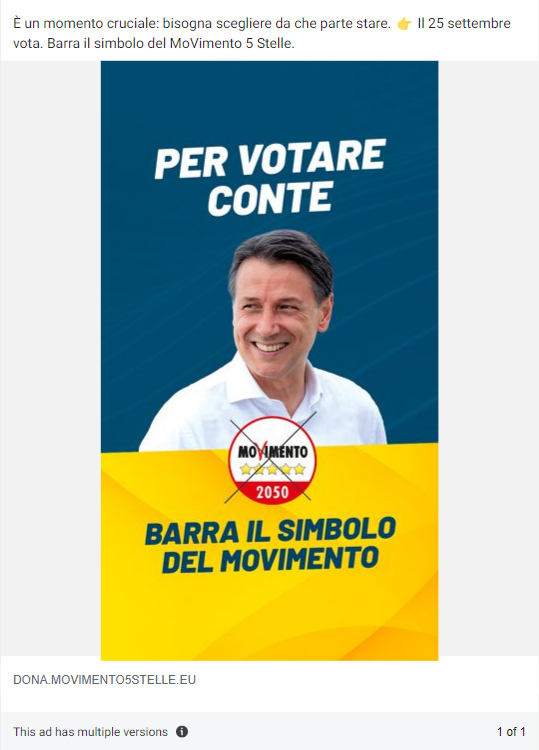 È un momento cruciale: bisogna scegliere da che parte stare. 👉 Il 25 settembre
vota. Barra il simbolo del MoVimento 5 Stelle.
PER VOTARE
CONTE
MOVIMENTO
2050
BARRA IL SIMBOLO
DEL MOVIMENTO
DONA.MOVIMENTO5STELLE.EU
This ad has multiple versions
1 of 1